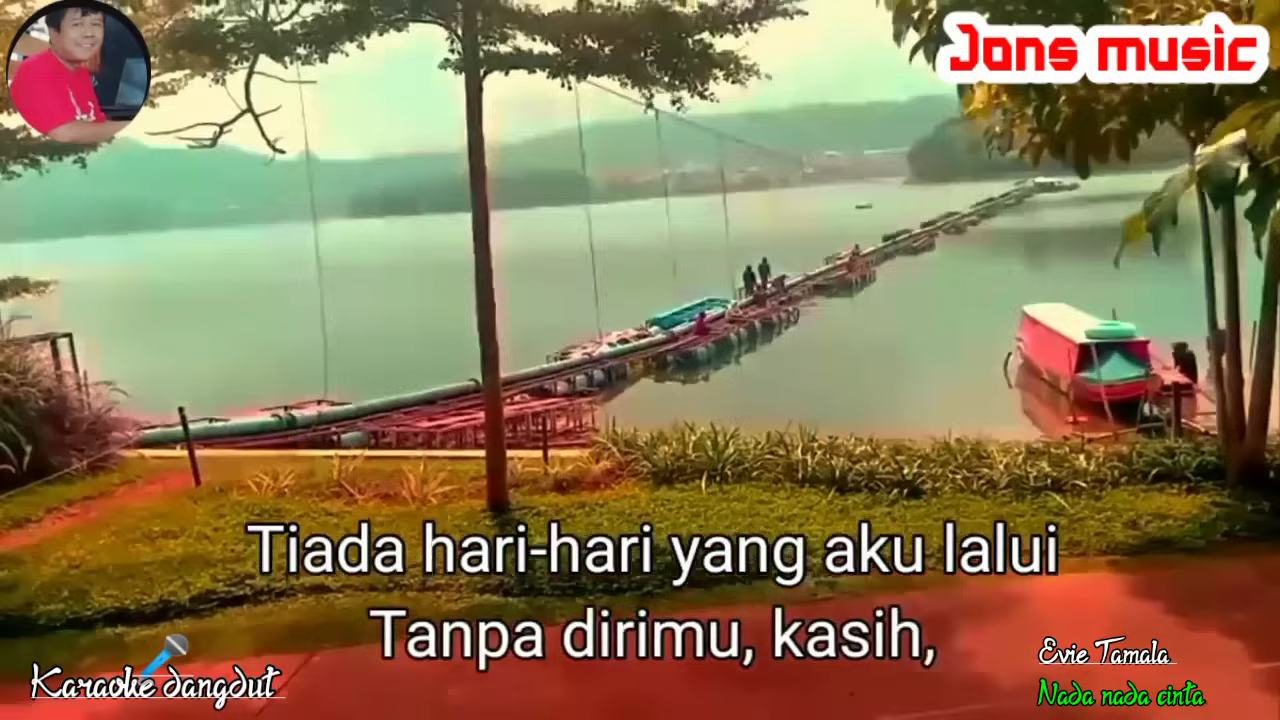 Jons music
Tiada hari-hari yang aku lalui
Tanpa dirimu, kasih,
Karaoke dangdut
Evie Tamala
Nada nada cinta